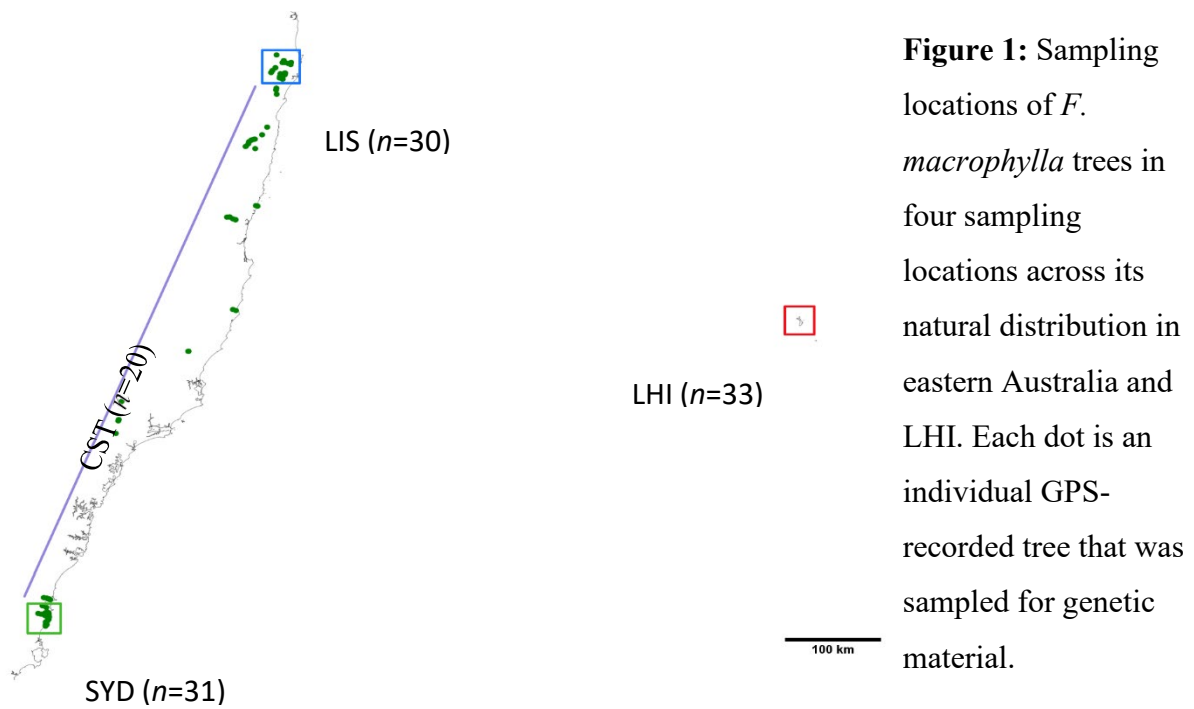 LIS (n=30)
CST (n=20)
LHI (n=33)
SYD (n=31)
100 km
Figure 1: Sampling
locations of F.
macrophylla trees in
four sampling
locations across its
natural distribution in
eastern Australia and
LHI. Each dot is an
individual GPS-
recorded tree that was
sampled for genetic
material.